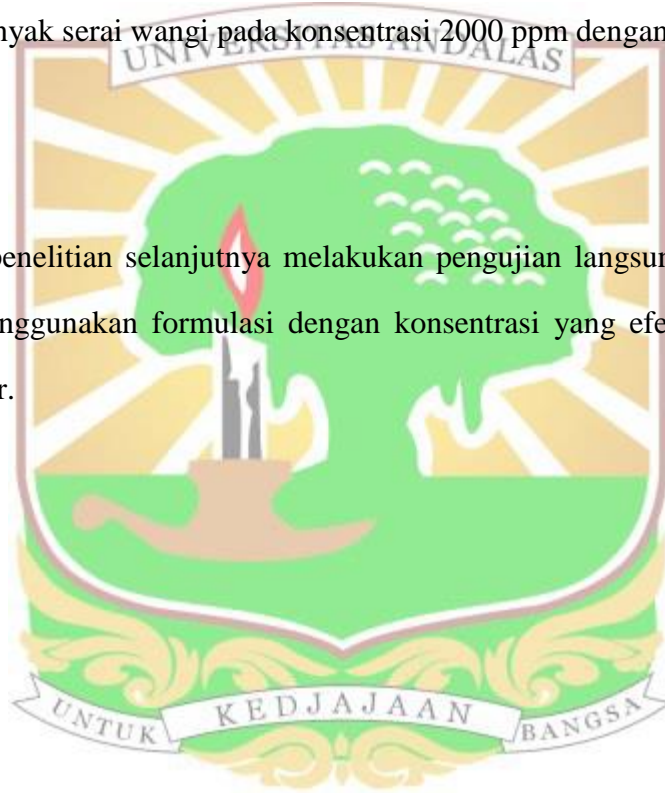 nyak serai wangi pada konsentrasi 2000 ppm dengan
UNIVERSITAS ANDALAS
penelitian selanjutnya melakukan pengujian langsun
nggunakan formulasi dengan konsentrasi yang efe
r.
UNTUK KEDJAJAAN BANGSA